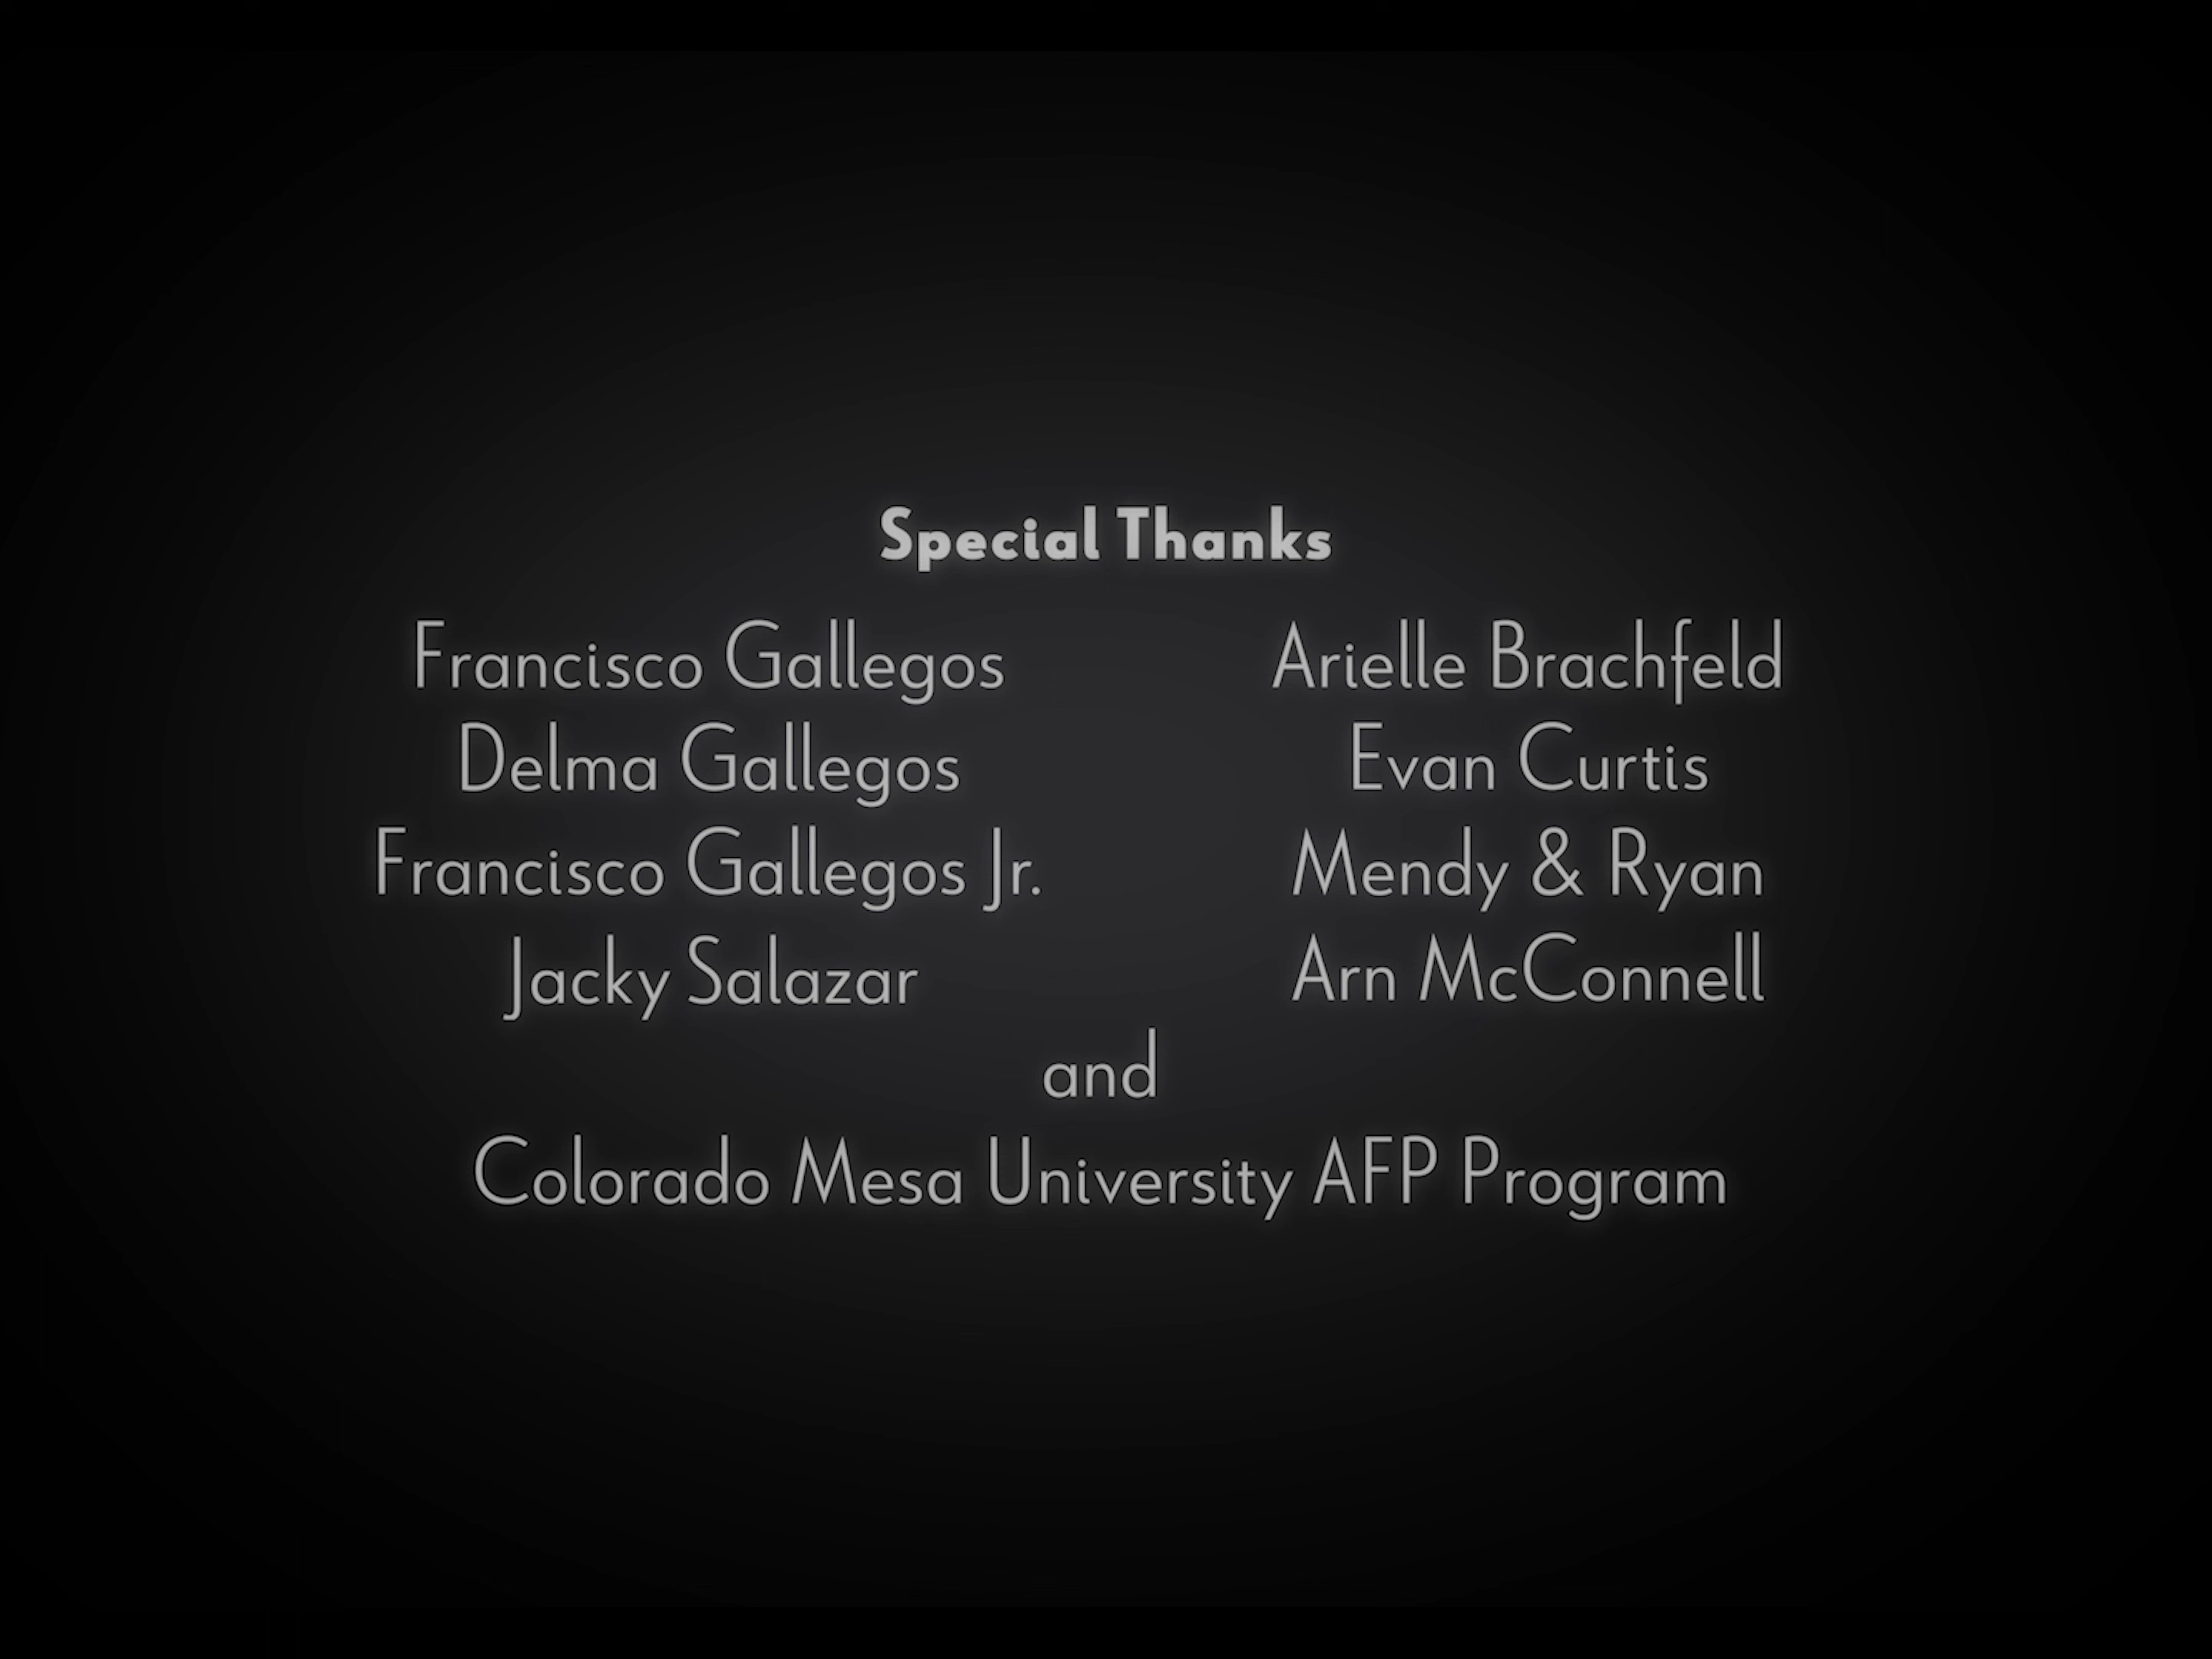 Special Thanks
Francisco Gallegos
Delma Gallegos
Francisco Gallegos Jr.
Jacky Salazar
Arielle Brachfeld
Evan Curtis
Mendy & Ryan
Arn McConnell
and
Colorado Mesa University AFP Program